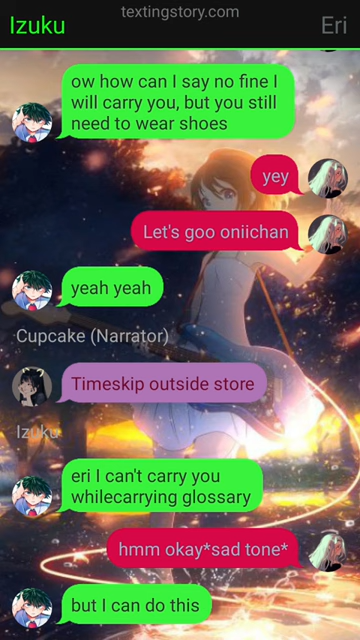 textingstory.com
Izuku
Eri
ow how can I say no fine I
will carry you, but you still
need to wear shoes
yey
Let's goo oniichan
yeah yeah
Cupcake (Narrator)
Timeskip outside store
Izuku
eri I can't carry you
whilecarrying glossary
hmm okay*sad tone*
but I can do this